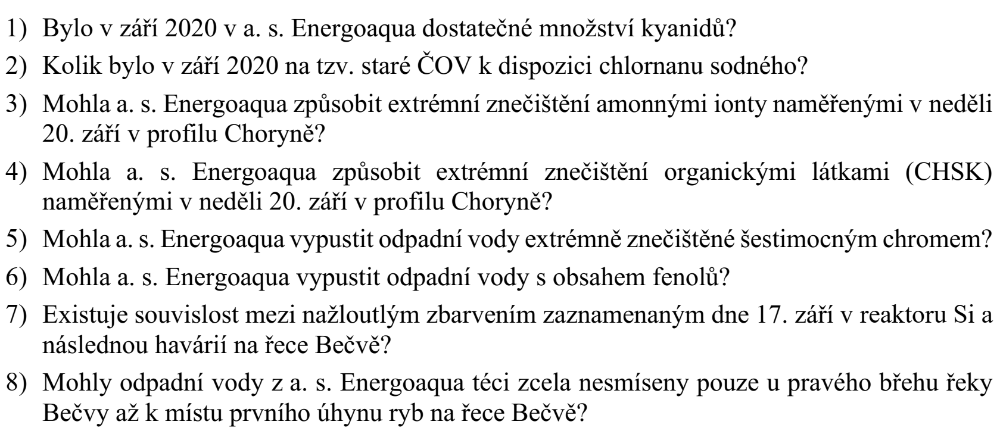 1) Bylo v září 2020 v a. s. Energoaqua dostatečné množství kyanidů?
2) Kolik bylo v září 2020 na tzv. staré ČOV k dispozici chlornanu sodného?
3) Mohla a. s. Energoaqua způsobit extrémní znečištění amonnými ionty naměřenými v neděli
20. září v profilu Choryně?
4) Mohla a. s. Energoaqua způsobit extrémní znečištění organickými látkami (CHSK)
naměřenými v neděli 20. září v profilu Choryně?
5) Mohla a. s. Energoaqua vypustit odpadní vody extrémně znečištěné šestimocným chromem?
6) Mohla a. s. Energoaqua vypustit odpadní vody s obsahem fenolů?
7) Existuje souvislost mezi nažloutlým zbarvením zaznamenaným dne 17. září v reaktoru Si a
následnou havárií na řece Bečvě?
8) Mohly odpadní vody z a. s. Energoaqua téci zcela nesmíseny pouze u pravého břehu řeky
Bečvy až k místu prvního úhynu ryb na řece Bečvě?